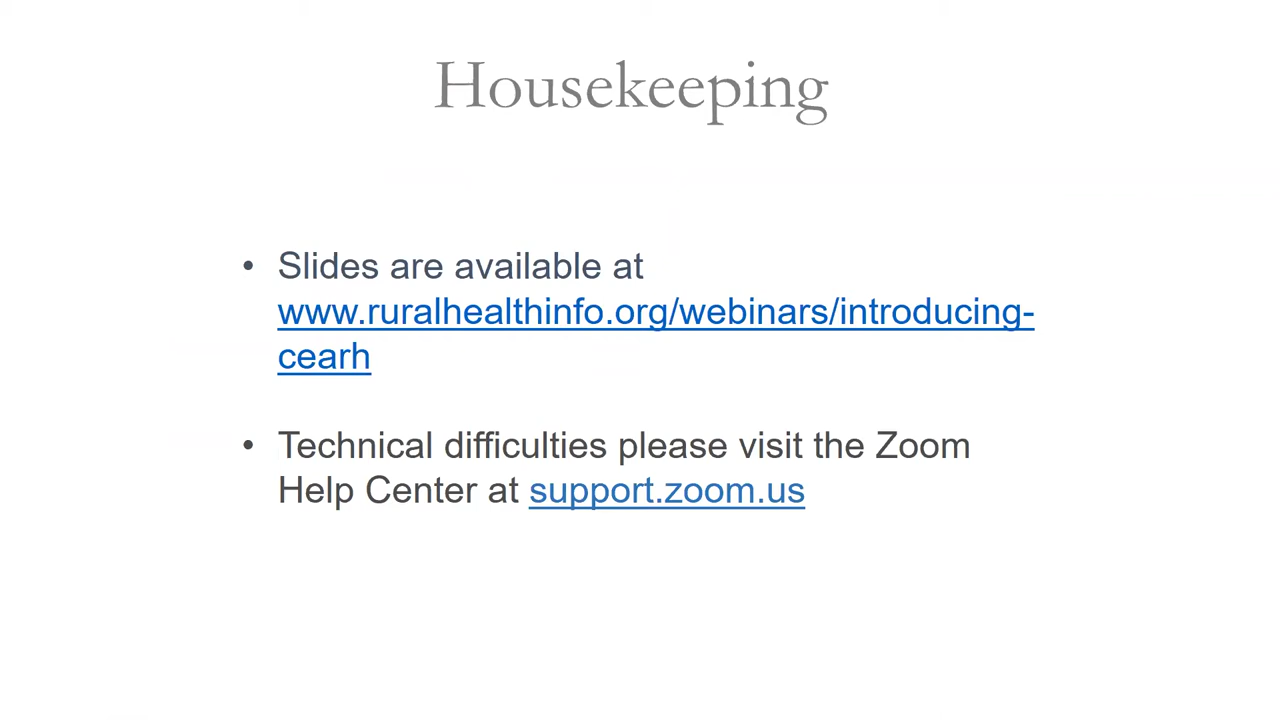 Housekeeping
• Slides are available at
www.ruralhealthinfo.org/webinars/introducing-
cearh
• Technical difficulties please visit the Zoom
Help Center at support.zoom.us